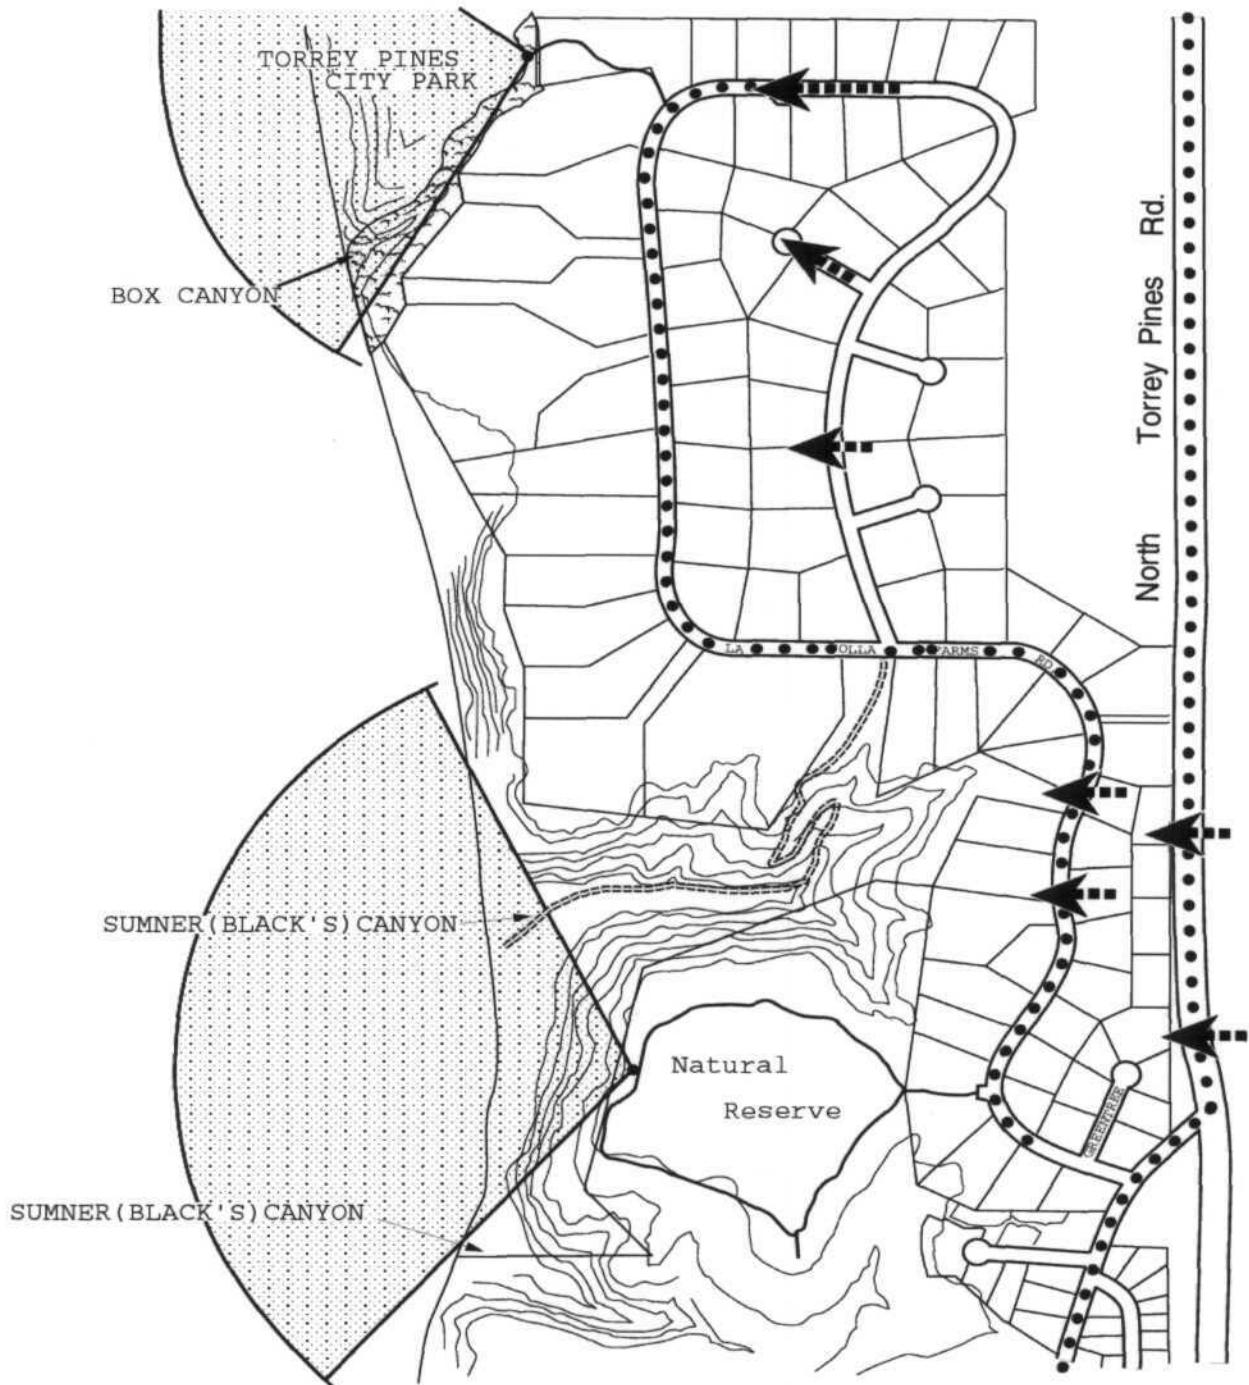 TORREY PINES
CITY PARK
BOX CANYON
North Torrey Pines Rd.
LA OLLA FARMS RD
SUMNER(BLACK'S)CANYON
Natural
Reserve
GREENTREE
SUMNER(BLACK'S)CANYON